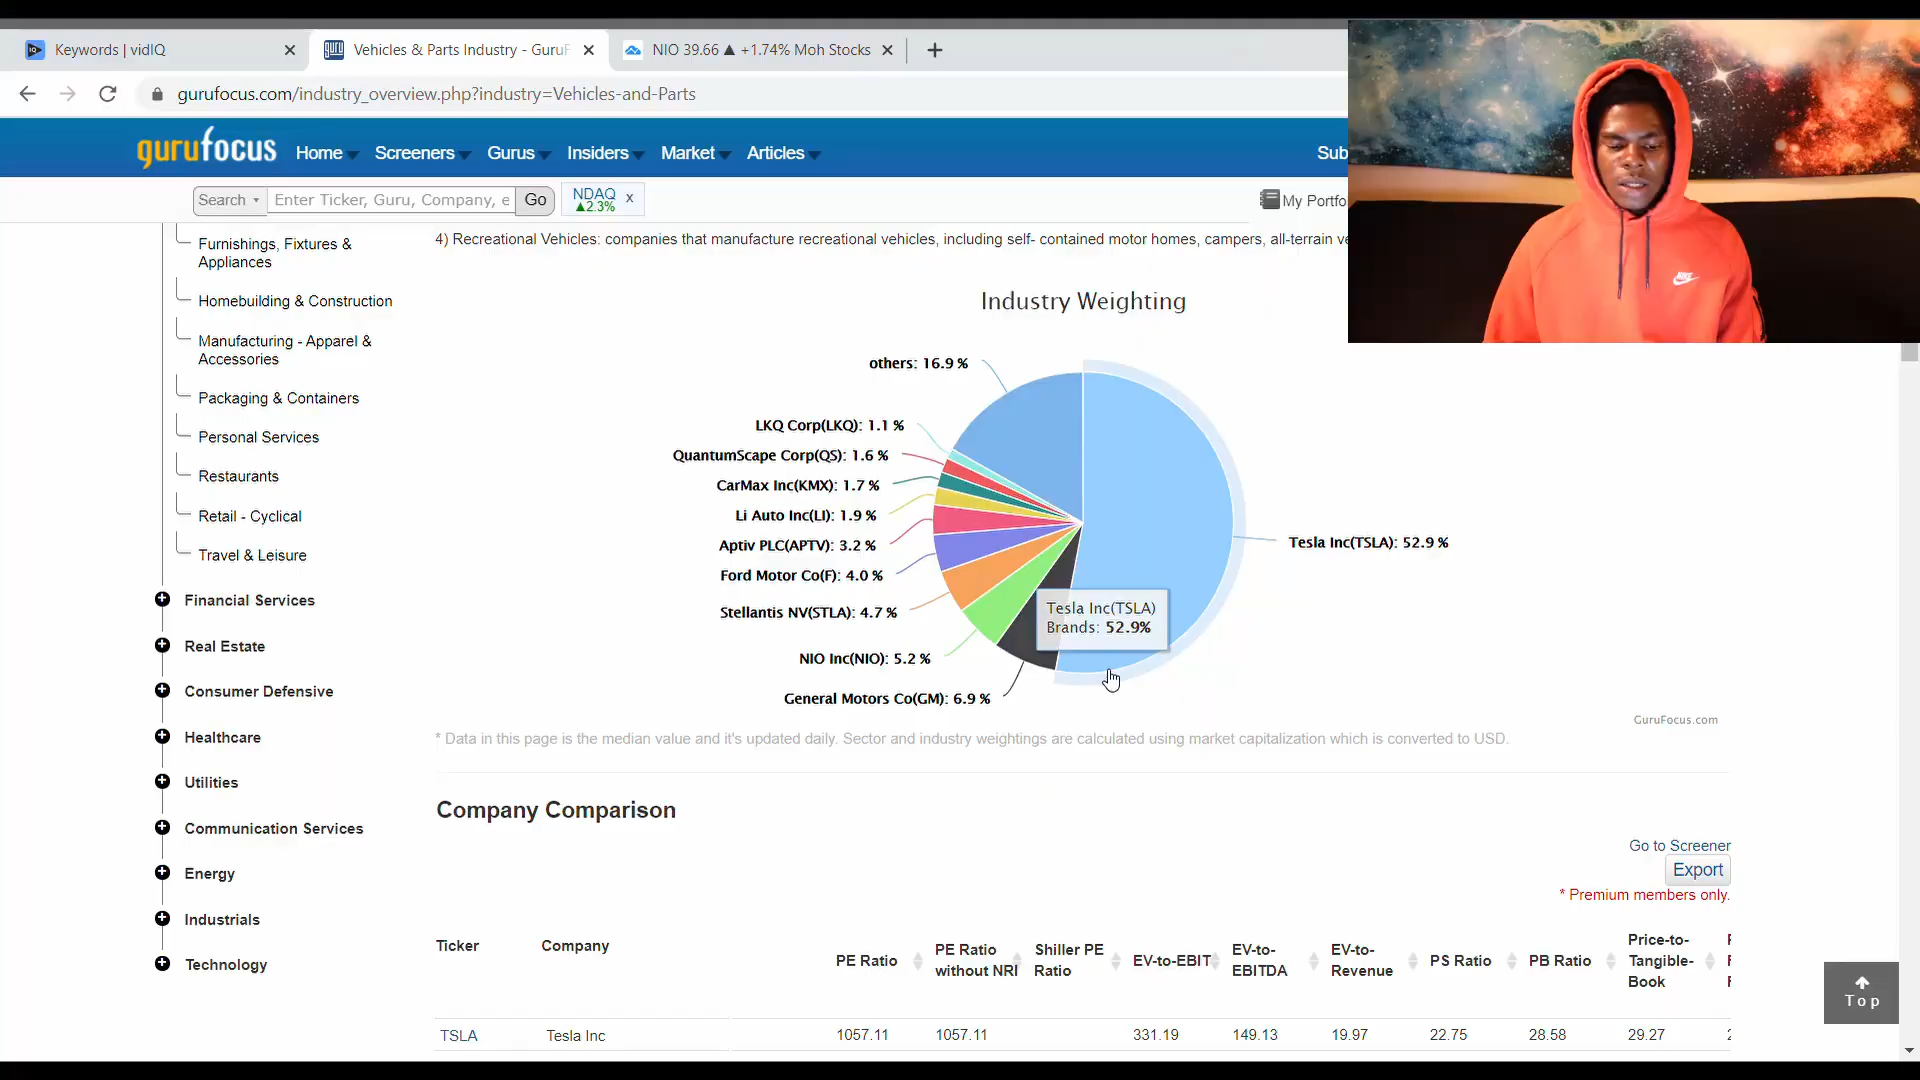 Keywords | vidIQ
Vehicles & Parts Industry - GuruF
NIO 39.66 ▲ +1.74% Moh Stocks
gurufocus.com/industry_overview.php?industry=Vehicles-and-Parts
gurufocus
Home
Screeners
Gurus
Insiders
Market
Articles
Sub
Search
Enter Ticker, Guru, Company, e
Go
NDAQ
▲2.3%
x
My Portfo
NIKE
Furnishings, Fixtures &
Appliances
Homebuilding & Construction
Manufacturing - Apparel &
Accessories
Packaging & Containers
Personal Services
Restaurants
Retail - Cyclical
Travel & Leisure
Financial Services
Real Estate
Consumer Defensive
Healthcare
Utilities
Communication Services
Energy
Industrials
Technology
4) Recreational Vehicles: companies that manufacture recreational vehicles, including self- contained motor homes, campers, all-terrain ve
Industry Weighting
others: 16.9 %
LKQ Corp(LKQ): 1.1 %
QuantumScape Corp(QS): 1.6 %
CarMax Inc(KMX): 1.7 %
Li Auto Inc(LI): 1.9 %
Aptiv PLC(APTV): 3.2 %
Ford Motor Co(F): 4.0 %
Stellantis NV(STLA): 4.7 %
NIO Inc(NIO): 5.2 %
General Motors Co(GM): 6.9 %
Tesla Inc(TSLA): 52.9 %
Tesla Inc(TSLA)
Brands: 52.9%
GuruFocus.com
* Data in this page is the median value and it's updated daily. Sector and industry weightings are calculated using market capitalization which is converted to USD.
Company Comparison
Go to Screener
Export
* Premium members only.
Ticker
Company
PE Ratio
PE Ratio
without NRI
Shiller PE
Ratio
EV-to-EBIT
EV-to-
EBITDA
EV-to-
Revenue
PS Ratio
PB Ratio
Price-to-
Tangible-
Book
TSLA
Tesla Inc
1057.11
1057.11
331.19
149.13
19.97
22.75
28.58
29.27
Top